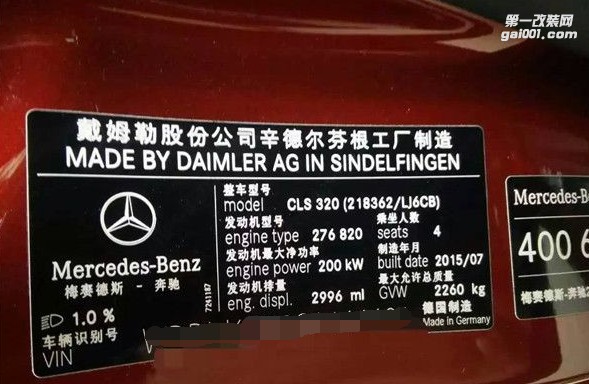 第一改装网
gai001.com
戴姆勒股份公司辛德尔芬根工厂制造
MADE BY DAIMLER AG IN SINDELFINGEN
整车型号
model CLS 320 (218362/LJ6CB)
发动机型号 乘坐人数
engine type 276 820 seats 4
发动机最大净功率 制造年月
engine power 200 kW built date 2015/07
发动机排量 最大允许总质量
eng. displ. 2996 ml GVW 2260 kg
Mercedes-Benz
梅赛德斯 - 奔驰
1.0 %
车辆识别号
VIN
德国制造
Made in Germany
Mercedes-B
400 6
梅赛德斯-奔驰